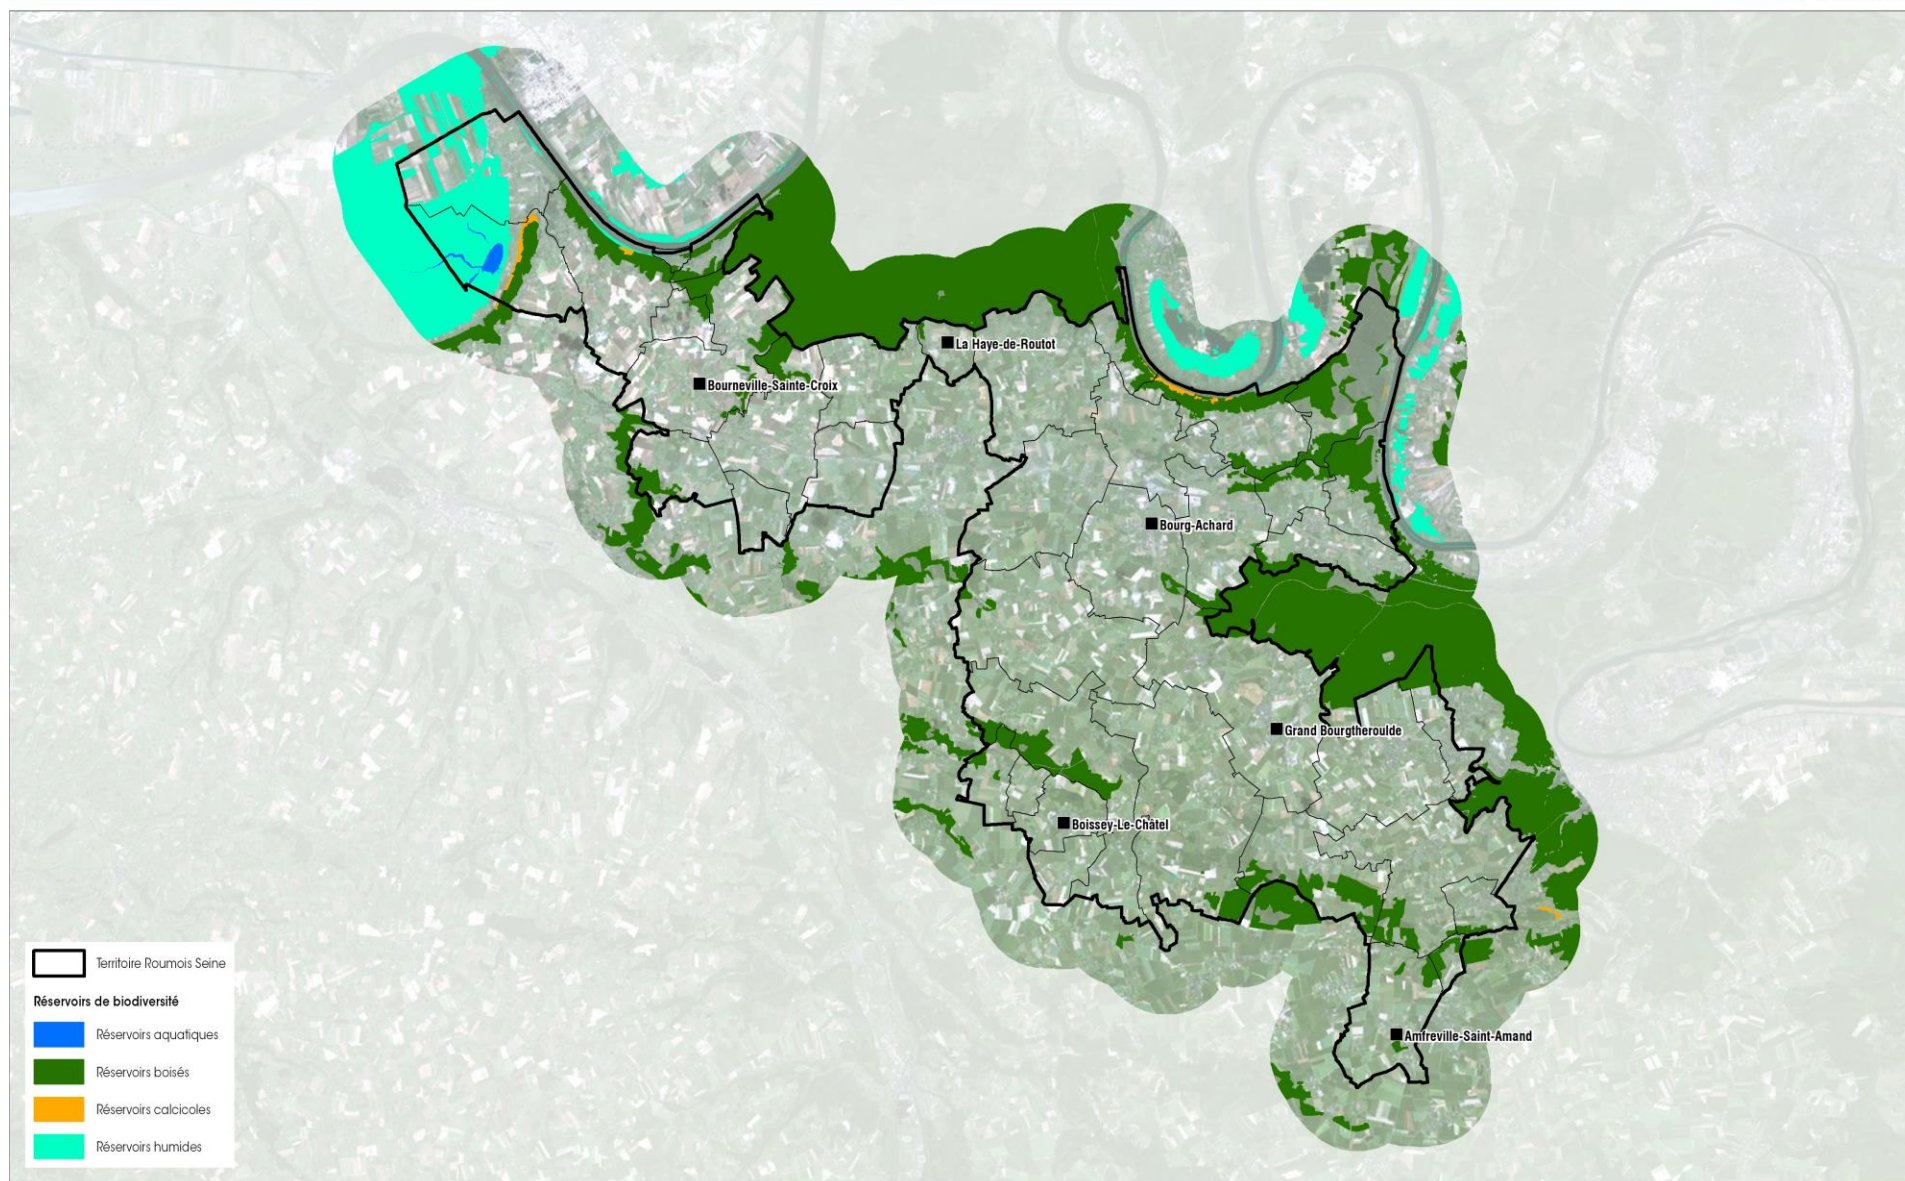 La Haye-de-Routot
Bourneville-Sainte-Croix
Bourg-Achard
Grand Bourgtheroulde
Boissey-Le-Châtel
Amfreville-Saint-Amand
Territoire Roumois Seine
Réservoirs de biodiversité
Réservoirs aquatiques
Réservoirs boisés
Réservoirs calcicoles
Réservoirs humides